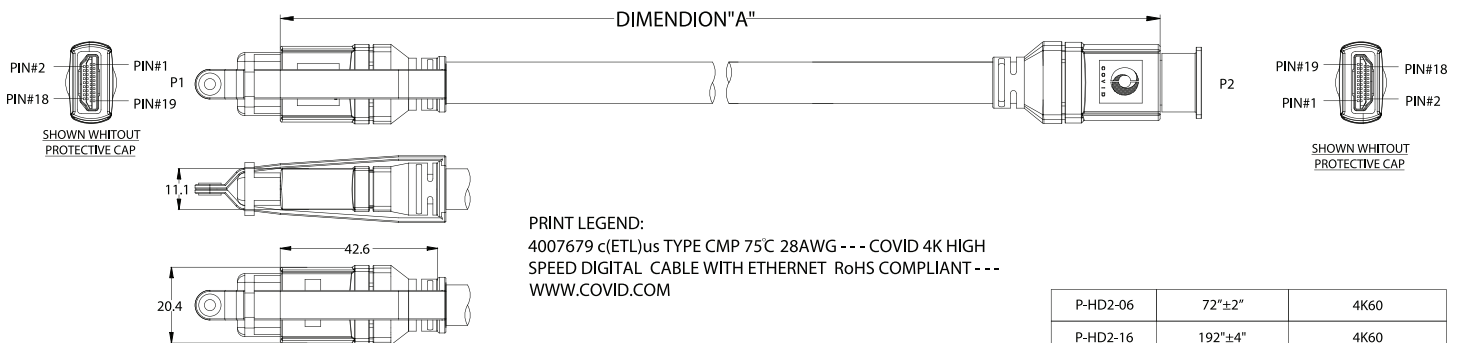 DIMENDION"A"
PIN#2
PIN#1
P1
PIN#18
PIN#19
SHOWN WHITOUT
PROTECTIVE CAP
COVID
P2
PIN#19
PIN#18
PIN#1
PIN#2
SHOWN WHITOUT
PROTECTIVE CAP
11.1
PRINT LEGEND:
4007679 c(ETL)us TYPE CMP 75℃ 28AWG --- COVID 4K HIGH
SPEED DIGITAL CABLE WITH ETHERNET RoHS COMPLIANT ---
WWW.COVID.COM
42.6
20.4
P-HD2-06 72"±2" 4K60
P-HD2-16 192"±4" 4K60